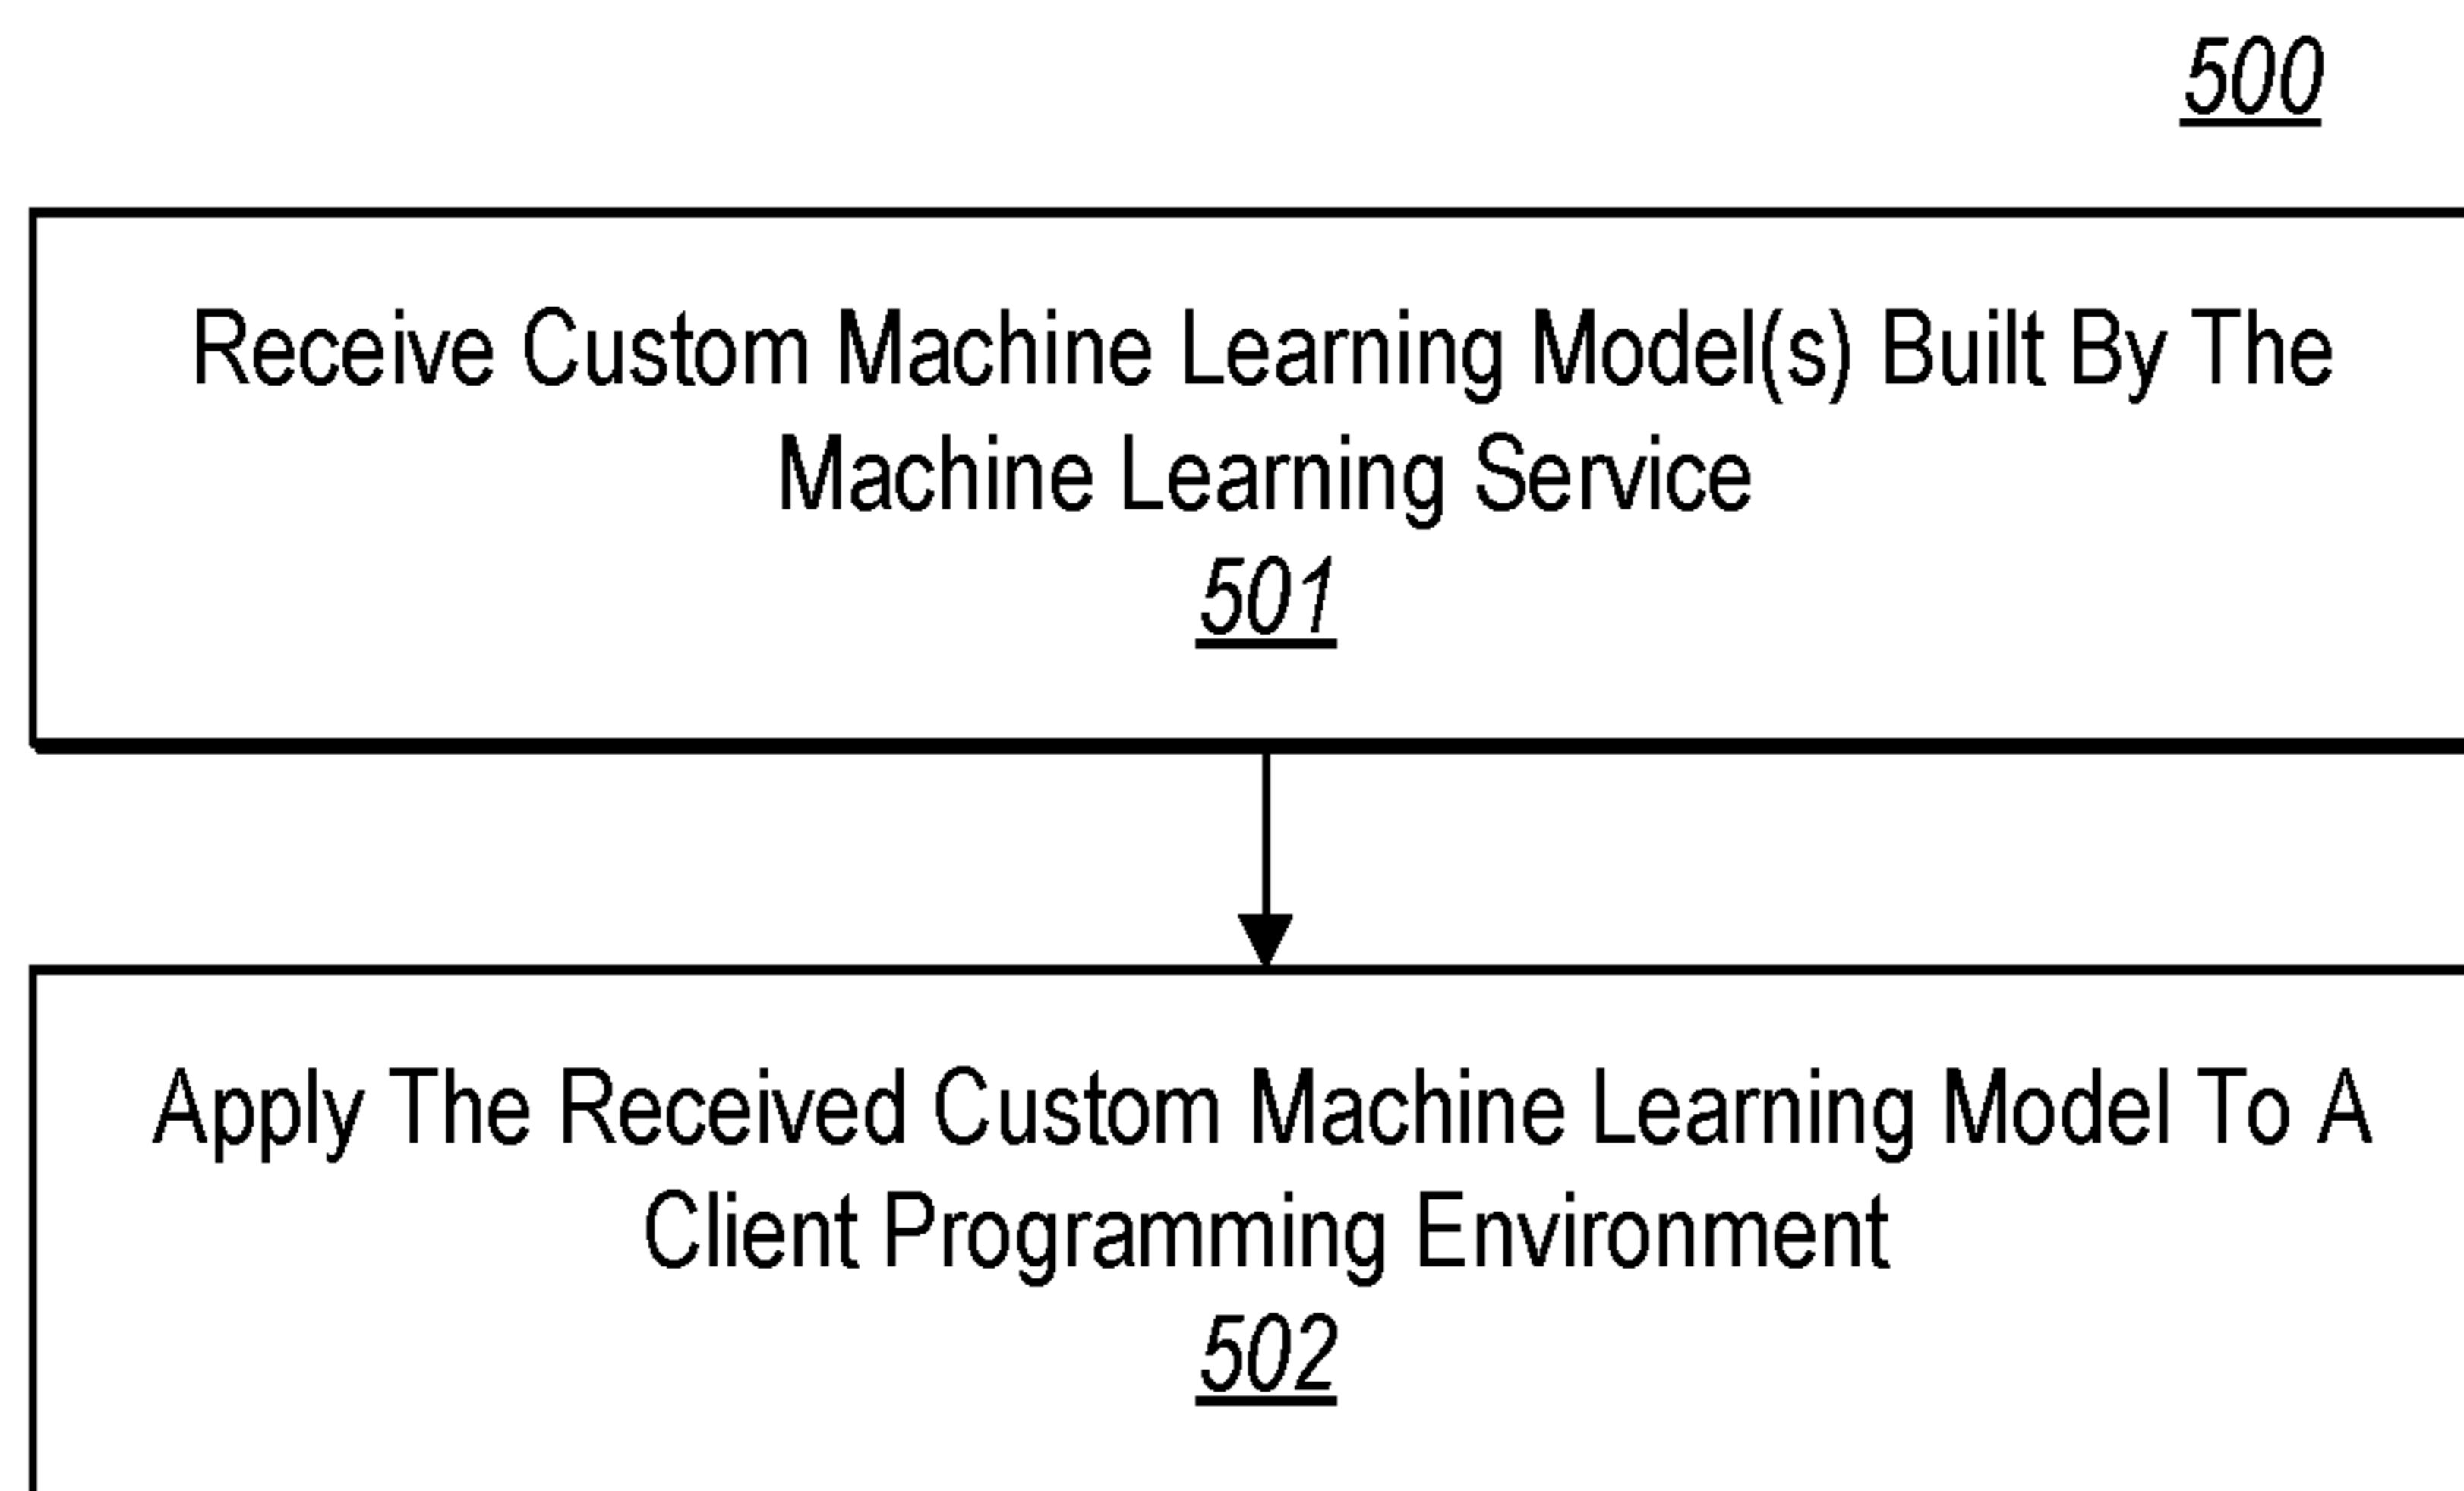 500
Receive Custom Machine Learning Model(s) Built By The
Machine Learning Service
501
Apply The Received Custom Machine Learning Model To A
Client Programming Environment
502